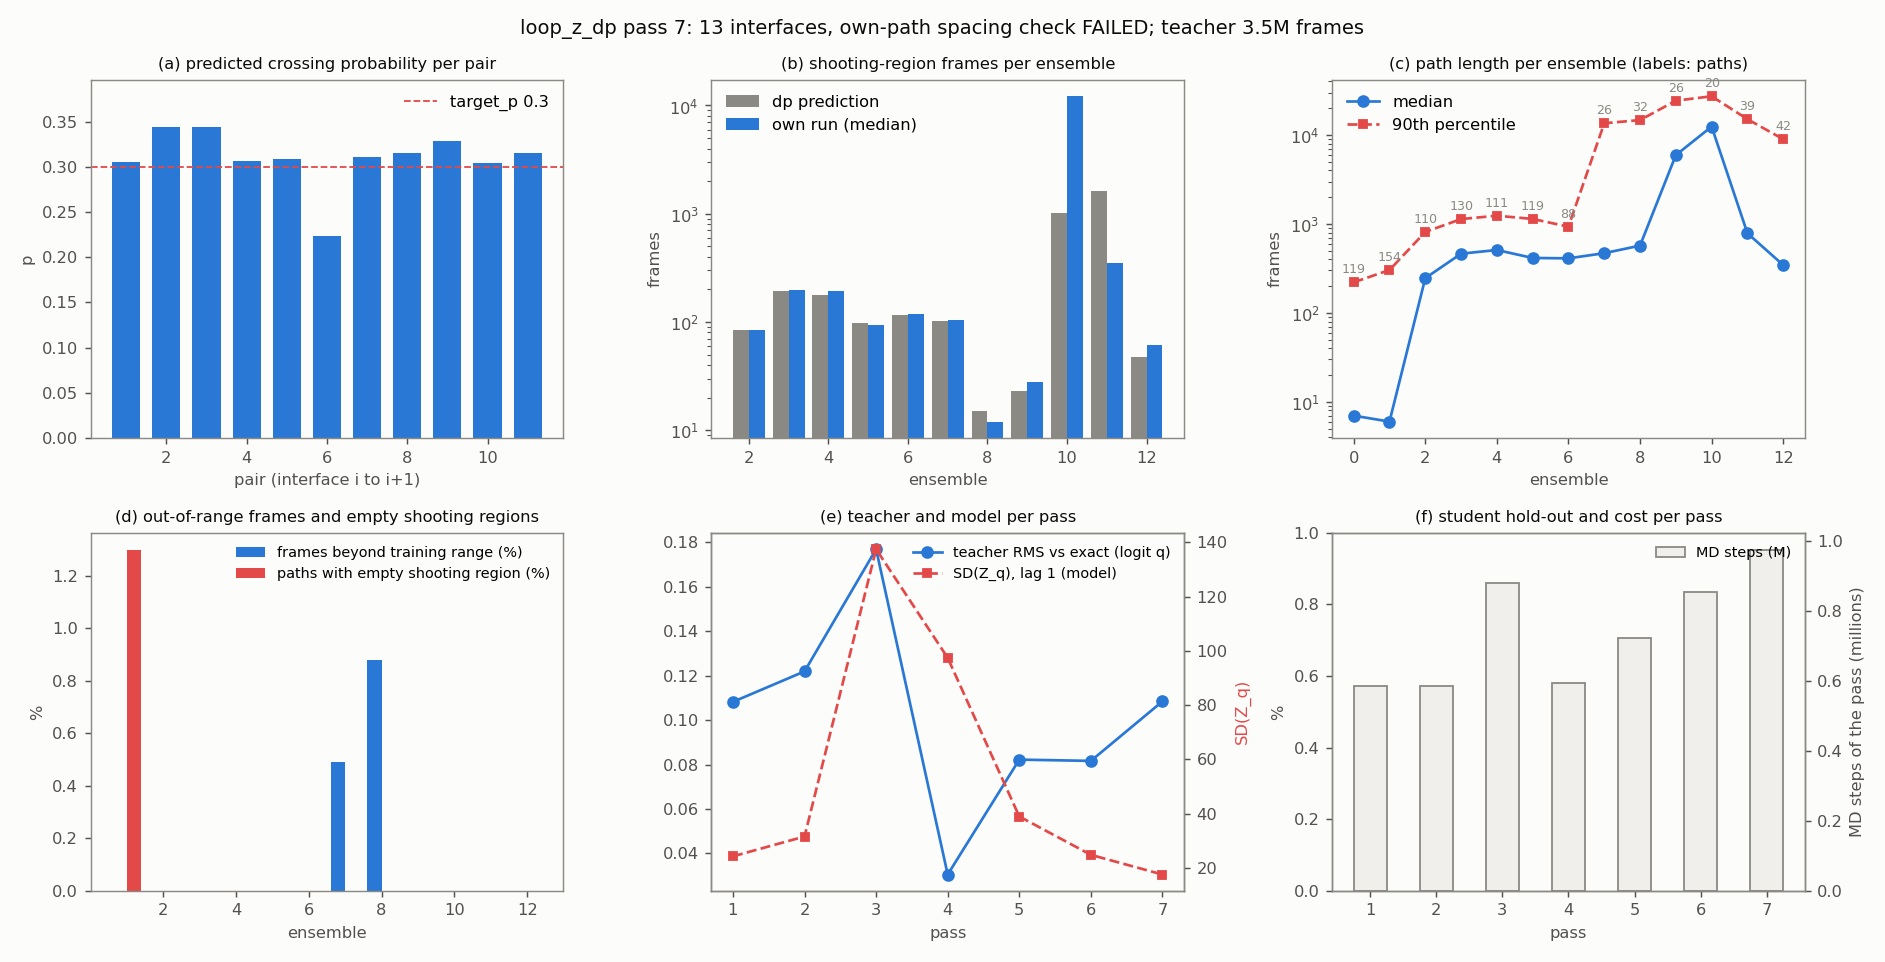 loop_z_dp pass 7: 13 interfaces, own-path spacing check FAILED; teacher 3.5M frames
(a) predicted crossing probability per pair
target_p 0.3
p
0.35
0.30
0.25
0.20
0.15
0.10
0.05
0.00
2 4 6 8 10
pair (interface i to i+1)
(b) shooting-region frames per ensemble
dp prediction
own run (median)
frames
10^4
10^3
10^2
10^1
2 4 6 8 10 12
ensemble
(c) path length per ensemble (labels: paths)
median
90th percentile
frames
10^4
10^3
10^2
10^1
119 154 110 130 111 119 88 26 32 26 20 39 42
0 2 4 6 8 10 12
ensemble
(d) out-of-range frames and empty shooting regions
frames beyond training range (%)
paths with empty shooting region (%)
%
1.2
1.0
0.8
0.6
0.4
0.2
0.0
2 4 6 8 10 12
ensemble
(e) teacher and model per pass
teacher RMS vs exact (logit q)
SD(Z_q), lag 1 (model)
0.18
0.16
0.14
0.12
0.10
0.08
0.06
0.04
140
120
100
80
60
40
20
SD(Z_q)
1 2 3 4 5 6 7
pass
(f) student hold-out and cost per pass
MD steps (M)
%
1.0
0.8
0.6
0.4
0.2
0.0
1.0
0.8
0.6
0.4
0.2
0.0
MD steps of the pass (millions)
1 2 3 4 5 6 7
pass